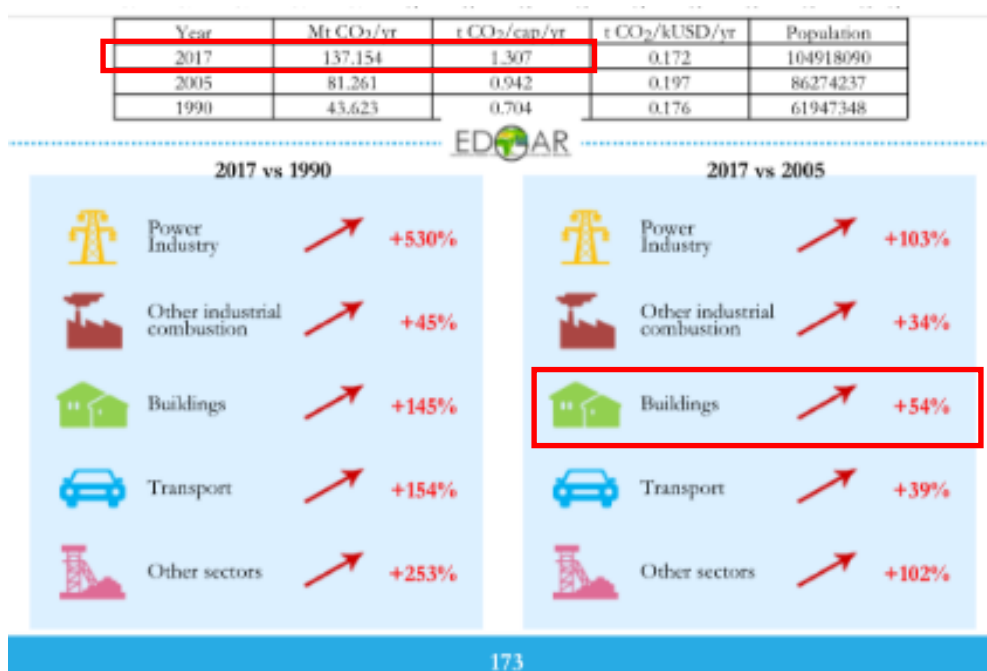 Year Mt CO2/yr t CO2/cap/yr t CO2/kUSD/yr Population
2017 137.154 1.307 0.172 104918090
2005 81.261 0.942 0.197 86274237
1990 43.623 0.704 0.176 61947348
EDGAR
2017 vs 1990
Power
Industry
+530%
Other industrial
combustion
+45%
Buildings
+145%
Transport
+154%
Other sectors
+253%
2017 vs 2005
Power
Industry
+103%
Other industrial
combustion
+34%
Buildings
+54%
Transport
+39%
Other sectors
+102%
173